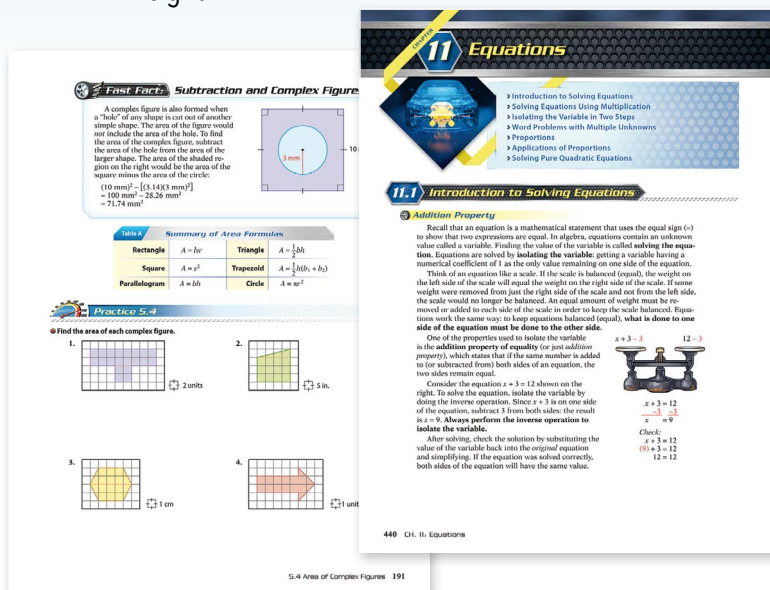 Fast Fact: Subtraction and Complex Figures
A complex figure is also formed when
a "hole" of any shape is cut out of another
simple shape. The area of the figure would
not include the area of the hole. To find
the area of the complex figure, subtract
the area of the hole from the area of the
larger shape. The area of the shaded re-
gion on the right would be the area of the
square minus the area of the circle:
(10 mm)² – [(3.14)(3 mm)²]
= 100 mm² – 28.26 mm²
= 71.74 mm²
3 mm
10
Table A Summary of Area Formulas
Rectangle A = lw Triangle A = ½bh
Square A = s² Trapezoid A = ½h(b₁ + b₂)
Parallelogram A = bh Circle A = πr²
Practice 5.4
Find the area of each complex figure.
1. 2 units
2. 5 in.
3. 1 cm
4. 1 unit
5.4 Area of Complex Figures 191
CHAPTER
11 Equations
» Introduction to Solving Equations
» Solving Equations Using Multiplication
» Isolating the Variable in Two Steps
» Word Problems with Multiple Unknowns
» Proportions
» Applications of Proportions
» Solving Pure Quadratic Equations
11.1 Introduction to Solving Equations
Addition Property
Recall that an equation is a mathematical statement that uses the equal sign (=)
to show that two expressions are equal. In algebra, equations contain an unknown
value called a variable. Finding the value of the variable is called solving the equa-
tion. Equations are solved by isolating the variable: getting a variable having a
numerical coefficient of 1 as the only value remaining on one side of the equation.
Think of an equation like a scale. If the scale is balanced (equal), the weight on
the left side of the scale will equal the weight on the right side of the scale. If some
weight were removed from just the right side of the scale and not from the left side,
the scale would no longer be balanced. An equal amount of weight must be re-
moved or added to each side of the scale in order to keep the scale balanced. Equa-
tions work the same way: to keep equations balanced (equal), what is done to one
side of the equation must be done to the other side.
One of the properties used to isolate the variable
is the addition property of equality (or just addition
property), which states that if the same number is added
to (or subtracted from) both sides of an equation, the
two sides remain equal.
Consider the equation x + 3 = 12 shown on the
right. To solve the equation, isolate the variable by
doing the inverse operation. Since x + 3 is on one side
of the equation, subtract 3 from both sides: the result
is x = 9. Always perform the inverse operation to
isolate the variable.
After solving, check the solution by substituting the
value of the variable back into the original equation
and simplifying. If the equation was solved correctly,
both sides of the equation will have the same value.
x + 3 – 3 12 – 3
x + 3 = 12
–3 –3
x = 9
Check:
x + 3 = 12
(9) + 3 = 12
12 = 12
440 CH. 11: Equations